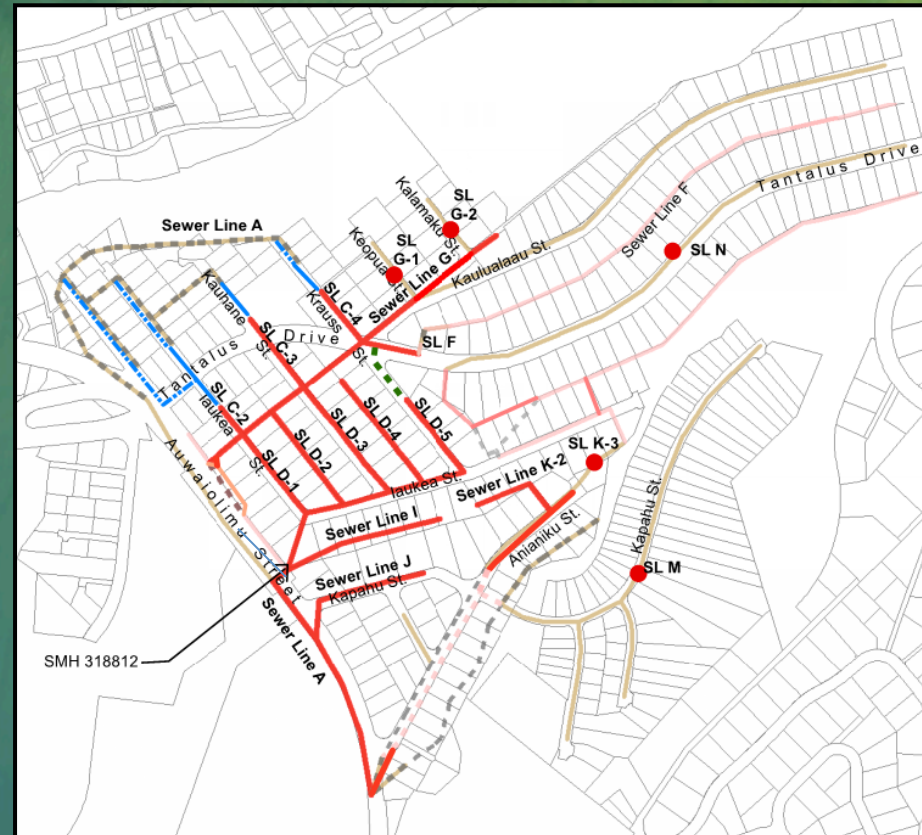 SL
G-2
Kalamaku St.
SL
G-1
Keopua St.
Sewer Line A
Sewer Line G
Kaulualaau St.
Sewer Line F
Tantalus Drive
SL N
Kauhane St.
SL C-4
Krauss St.
SL C-3
Tantalus Drive
SL F
SL C-2
Iaukea St.
SL D-1
SL D-2
SL D-3
SL D-4
SL D-5
Iaukea St.
Sewer Line K-2
SL K-3
Auwaiolimu Street
Sewer Line I
Anianiku St.
Kapahu St.
SL M
Sewer Line J
Kapahu St.
Sewer Line A
SMH 318812